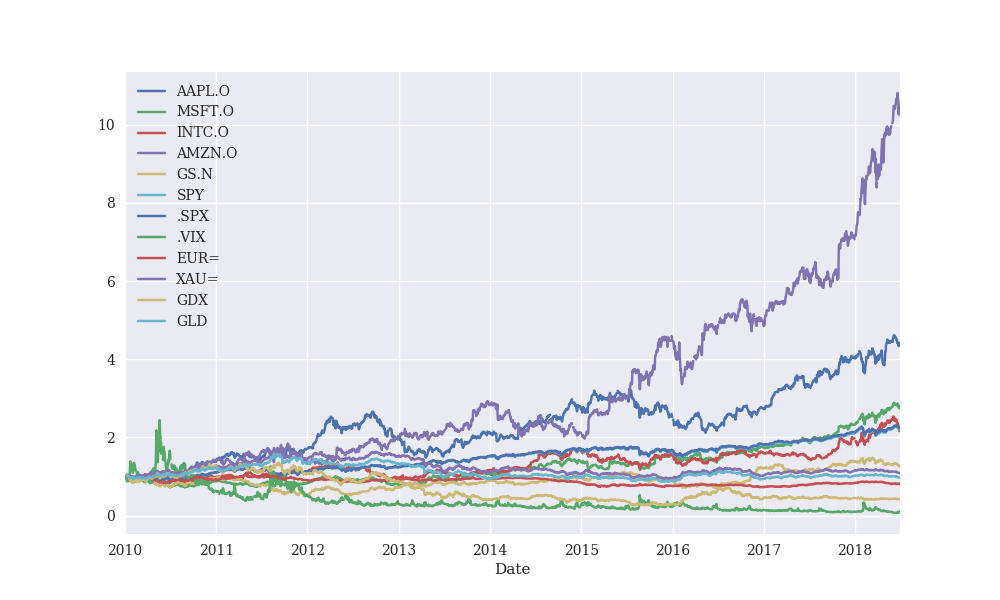 AAPL.O
MSFT.O
INTC.O
AMZN.O
GS.N
SPY
.SPX
.VIX
EUR=
XAU=
GDX
GLD
10
8
6
4
2
0
2010 2011 2012 2013 2014 2015 2016 2017 2018
Date